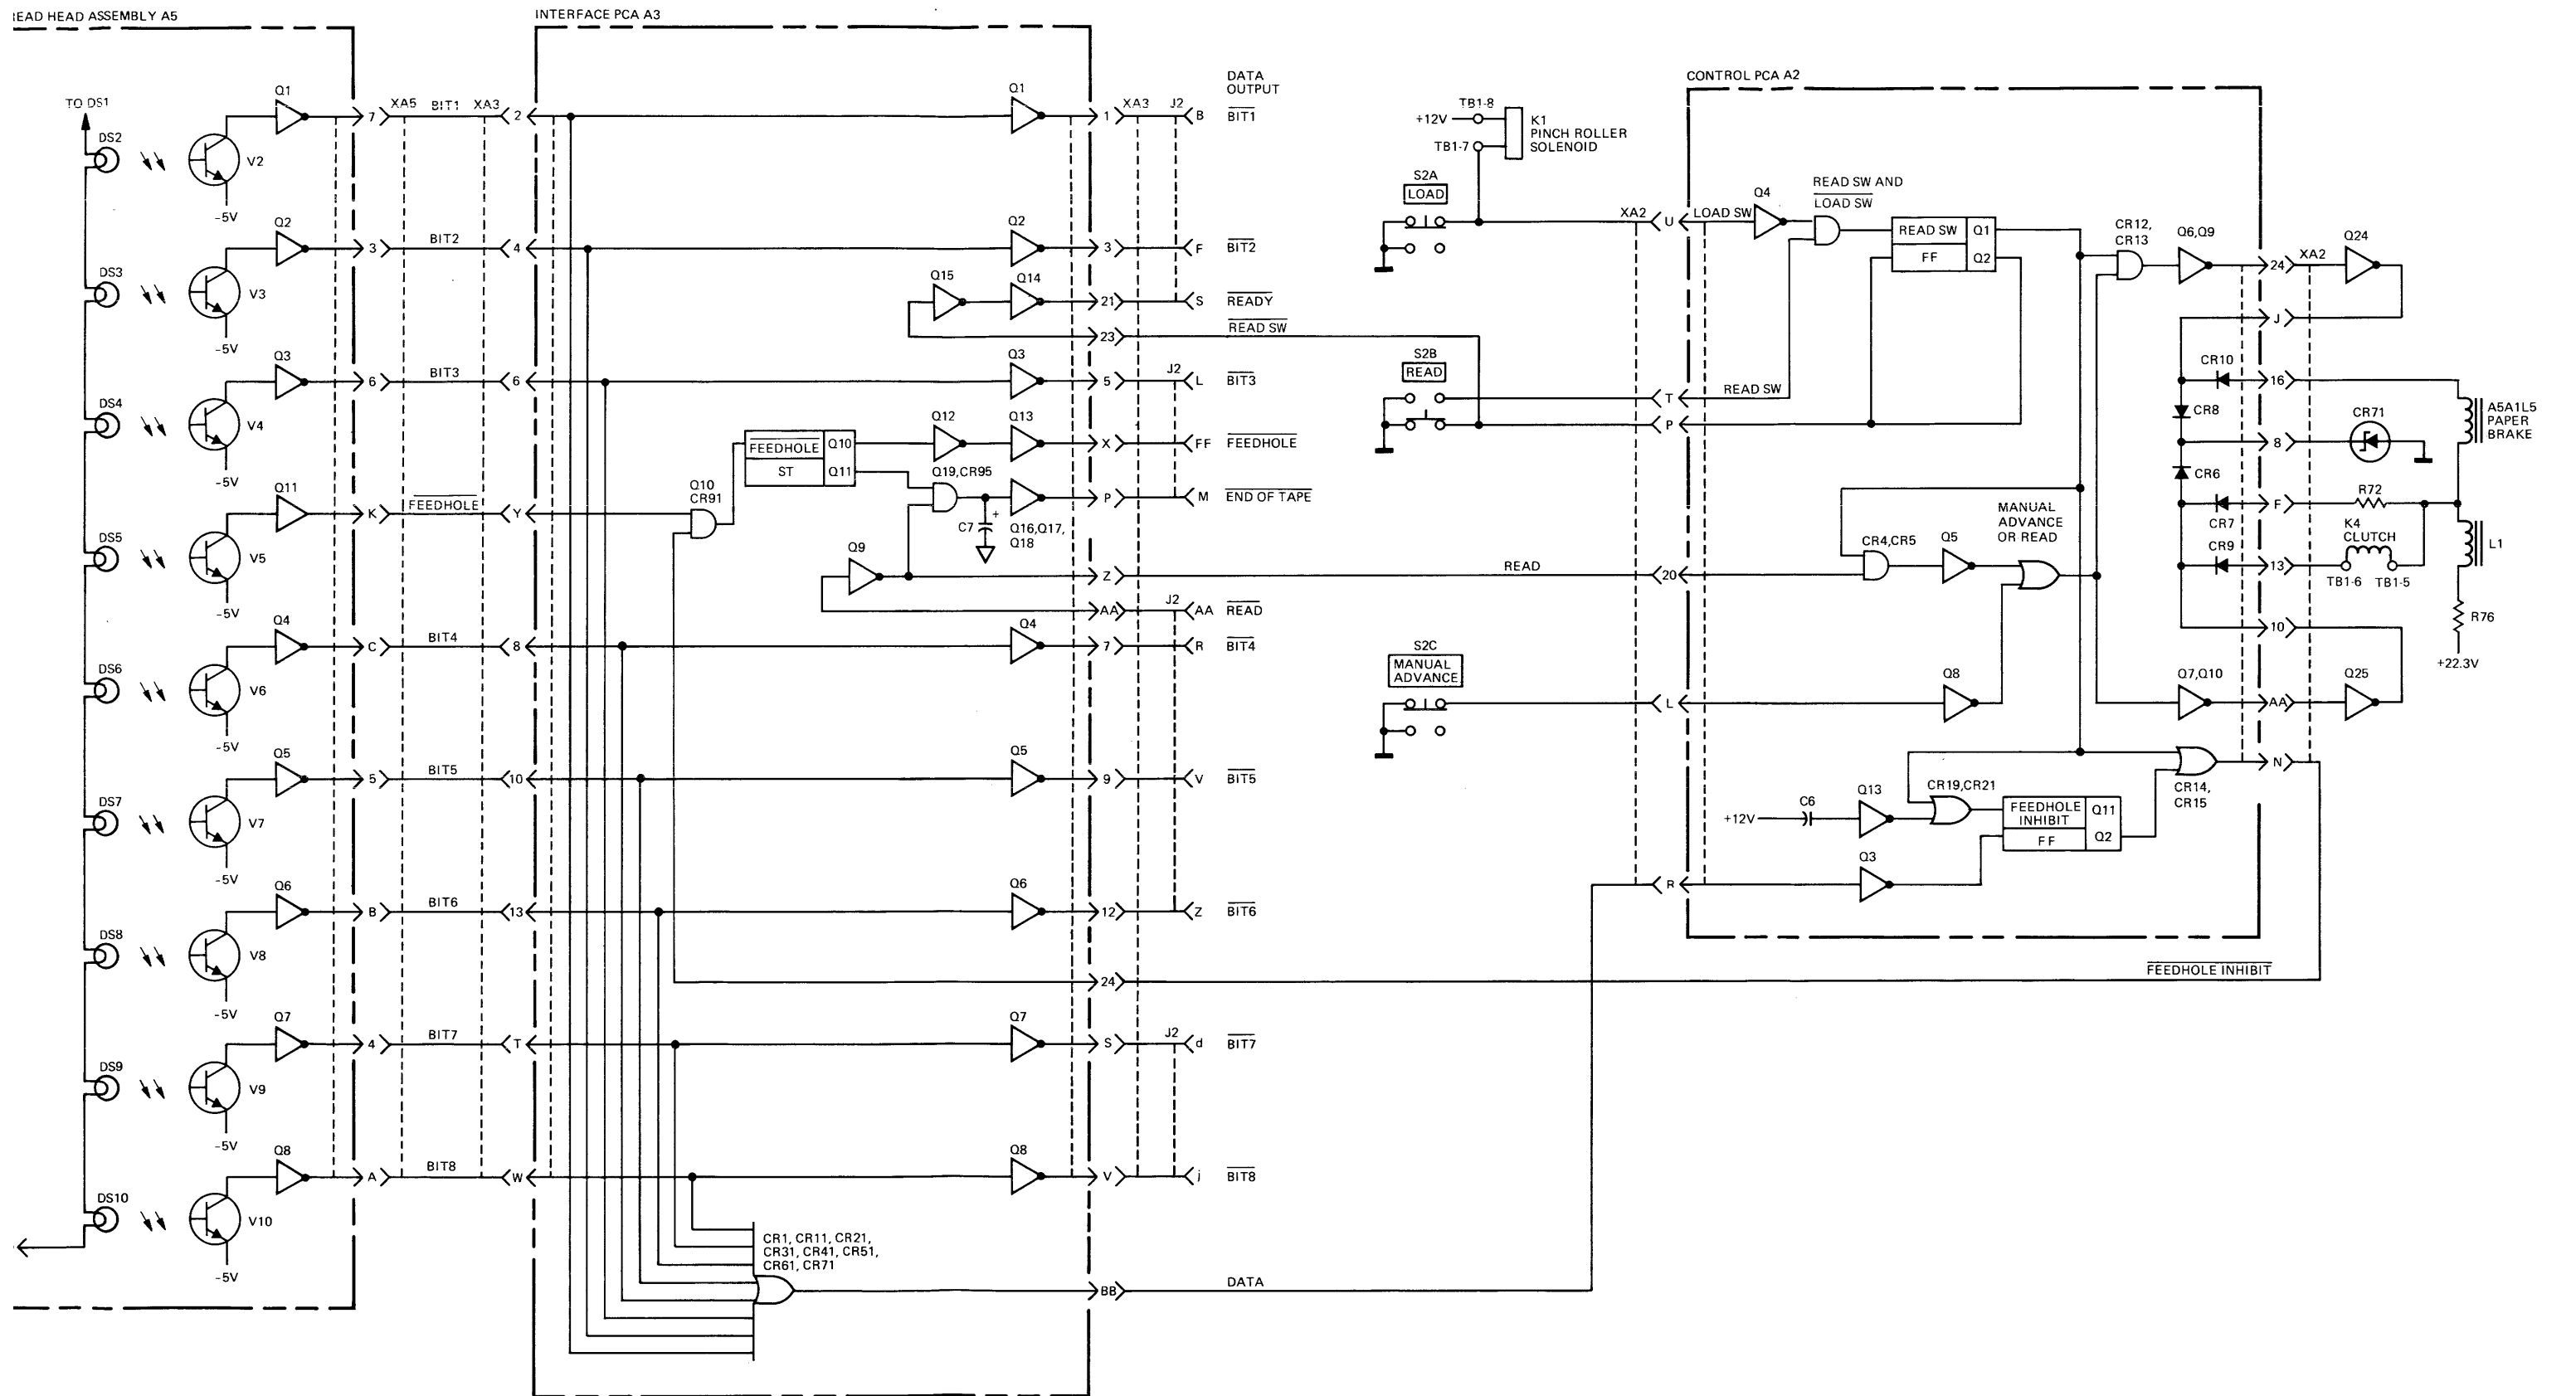 EAD HEAD ASSEMBLY A5
TO DS1
DS2
V2
-5V
Q1
7
XA5
BIT1
XA3
2
DS3
V3
-5V
Q2
3
BIT2
4
DS4
V4
-5V
Q3
6
BIT3
6
DS5
V5
-5V
Q11
K
FEEDHOLE
Y
DS6
V6
-5V
Q4
C
BIT4
8
DS7
V7
-5V
Q5
5
BIT5
10
DS8
V8
-5V
Q6
B
BIT6
13
DS9
V9
-5V
Q7
4
BIT7
T
DS10
V10
-5V
Q8
A
BIT8
W
INTERFACE PCA A3
Q1
1
XA3
J2
B
DATA
OUTPUT
BIT1
Q2
3
F
BIT2
Q15
Q14
21
S
READY
23
READ SW
Q3
5
J2
L
BIT3
Q10
CR91
FEEDHOLE
ST
Q10
Q11
Q12
Q13
X
FF
FEEDHOLE
Q19,CR95
C7
+
Q16,Q17,
Q18
P
M
END OF TAPE
Q9
Z
READ
AA
J2
AA
READ
Q4
7
R
BIT4
Q5
9
V
BIT5
Q6
12
Z
BIT6
24
FEEDHOLE INHIBIT
Q7
S
J2
d
BIT7
Q8
V
j
BIT8
CR1, CR11, CR21,
CR31, CR41, CR51,
CR61, CR71
BB
DATA
TB1-8
+12V
TB1-7
K1
PINCH ROLLER
SOLENOID
S2A
LOAD
S2B
READ
S2C
MANUAL
ADVANCE
CONTROL PCA A2
XA2
U
LOAD SW
Q4
READ SW AND
LOAD SW
READ SW
FF
Q1
Q2
T
READ SW
P
CR12,
CR13
Q6,Q9
24
XA2
Q24
J
CR10
16
CR8
8
CR71
A5A1L5
PAPER
BRAKE
CR6
F
R72
CR7
K4
CLUTCH
CR9
13
TB1-6
TB1-5
L1
10
R76
+22.3V
20
CR4,CR5
Q5
MANUAL
ADVANCE
OR READ
L
Q8
Q7,Q10
AA
Q25
N
CR14,
CR15
+12V
C6
Q13
CR19,CR21
FEEDHOLE
INHIBIT
FF
Q11
Q2
R
Q3